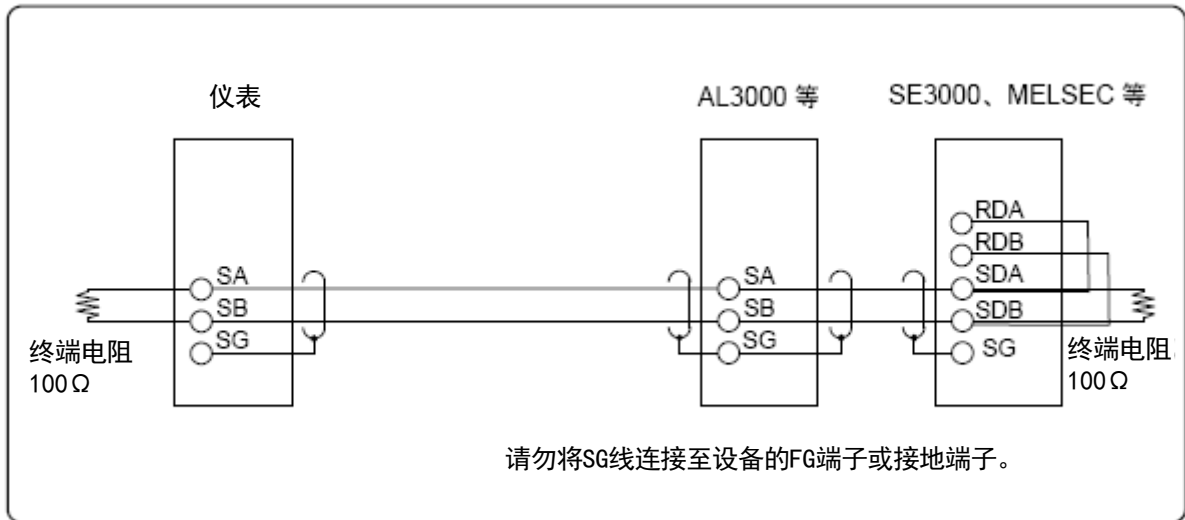 仪表
AL3000 等
SE3000、MELSEC 等
RDA
RDB
SA
SA
SDA
SB
SB
SDB
SG
SG
SG
终端电阻
100Ω
终端电阻
100Ω
请勿将SG线连接至设备的FG端子或接地端子。